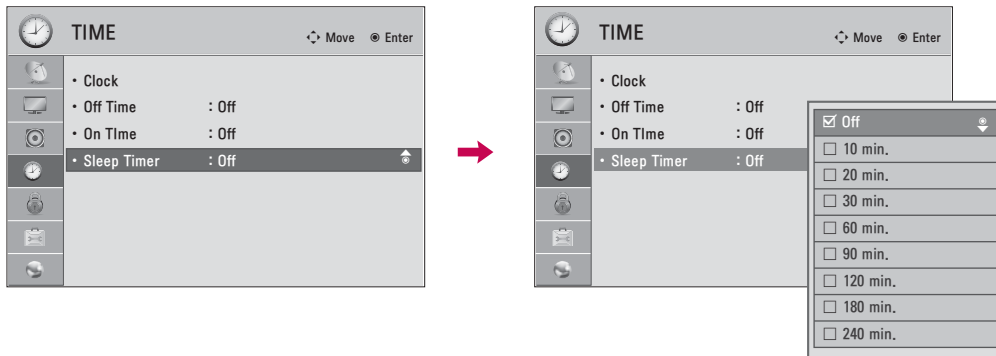 TIME
Move Enter
• Clock
• Off Time : Off
• On TIme : Off
• Sleep Timer : Off
TIME
Move Enter
• Clock
• Off Time : Off
• On TIme : Off
• Sleep Timer : Off
☑ Off
☐ 10 min.
☐ 20 min.
☐ 30 min.
☐ 60 min.
☐ 90 min.
☐ 120 min.
☐ 180 min.
☐ 240 min.